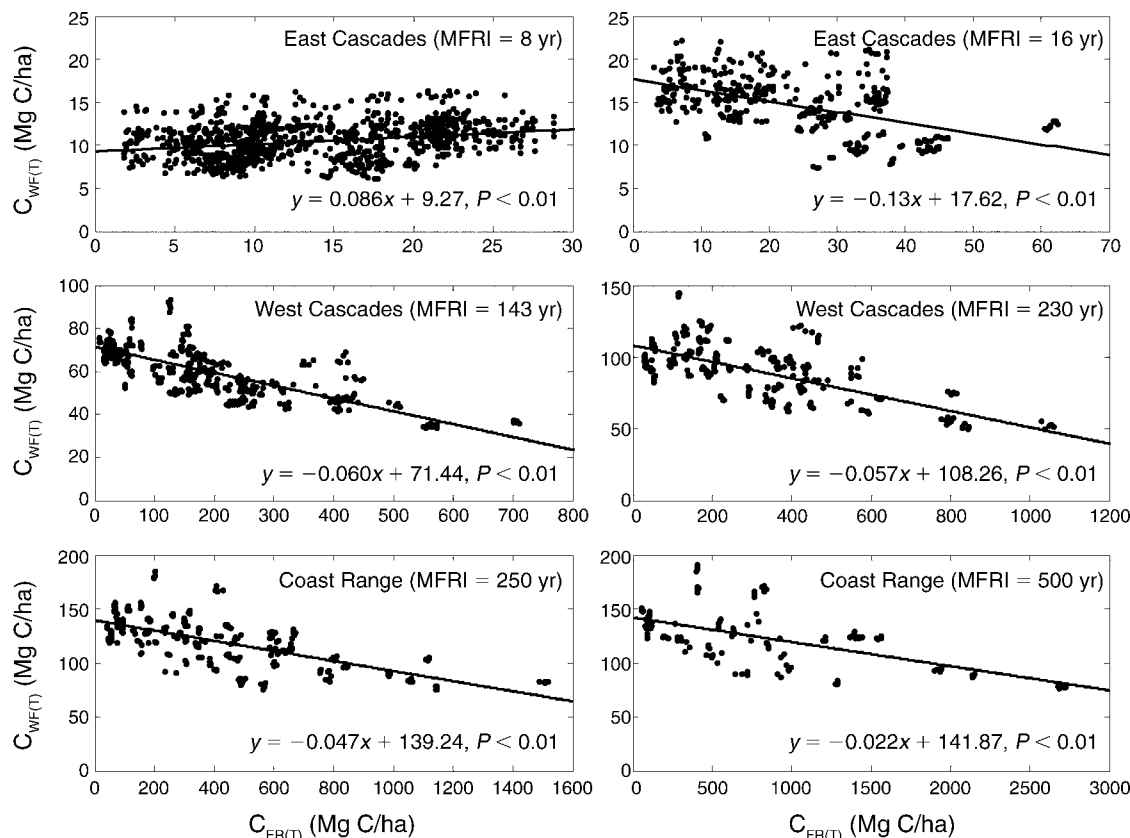 East Cascades (MFRI = 8 yr)
C_WF(T) (Mg C/ha)
25
20
15
10
5
0
y = 0.086x + 9.27, P < 0.01
0 5 10 15 20 25 30
East Cascades (MFRI = 16 yr)
25
20
15
10
5
0
y = −0.13x + 17.62, P < 0.01
0 10 20 30 40 50 60 70
West Cascades (MFRI = 143 yr)
C_WF(T) (Mg C/ha)
100
80
60
40
20
0
y = −0.060x + 71.44, P < 0.01
0 100 200 300 400 500 600 700 800
West Cascades (MFRI = 230 yr)
150
100
50
0
y = −0.057x + 108.26, P < 0.01
0 200 400 600 800 1000 1200
Coast Range (MFRI = 250 yr)
C_WF(T) (Mg C/ha)
200
150
100
50
0
y = −0.047x + 139.24, P < 0.01
0 200 400 600 800 1000 1200 1400 1600
C_FR(T) (Mg C/ha)
Coast Range (MFRI = 500 yr)
200
150
100
50
0
y = −0.022x + 141.87, P < 0.01
0 500 1000 1500 2000 2500 3000
C_FR(T) (Mg C/ha)